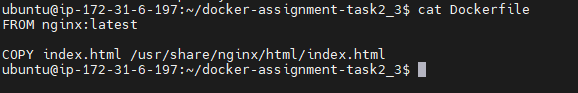 ubuntu@ip-172-31-6-197:~/docker-assignment-task2_3$ cat Dockerfile
FROM nginx:latest
COPY index.html /usr/share/nginx/html/index.html
ubuntu@ip-172-31-6-197:~/docker-assignment-task2_3$